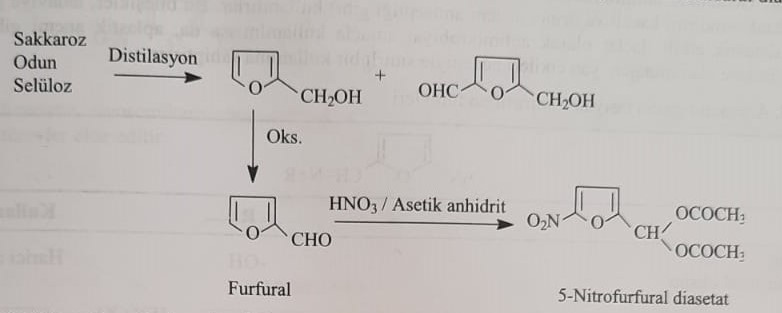 Sakkaroz
Odun
Selüloz
Distilasyon
O
CH₂OH
+
OHC
O
CH₂OH
Oks.
O
CHO
Furfural
HNO₃ / Asetik anhidrit
O₂N
O
CH
OCOCH₃
OCOCH₃
5-Nitrofurfural diasetat